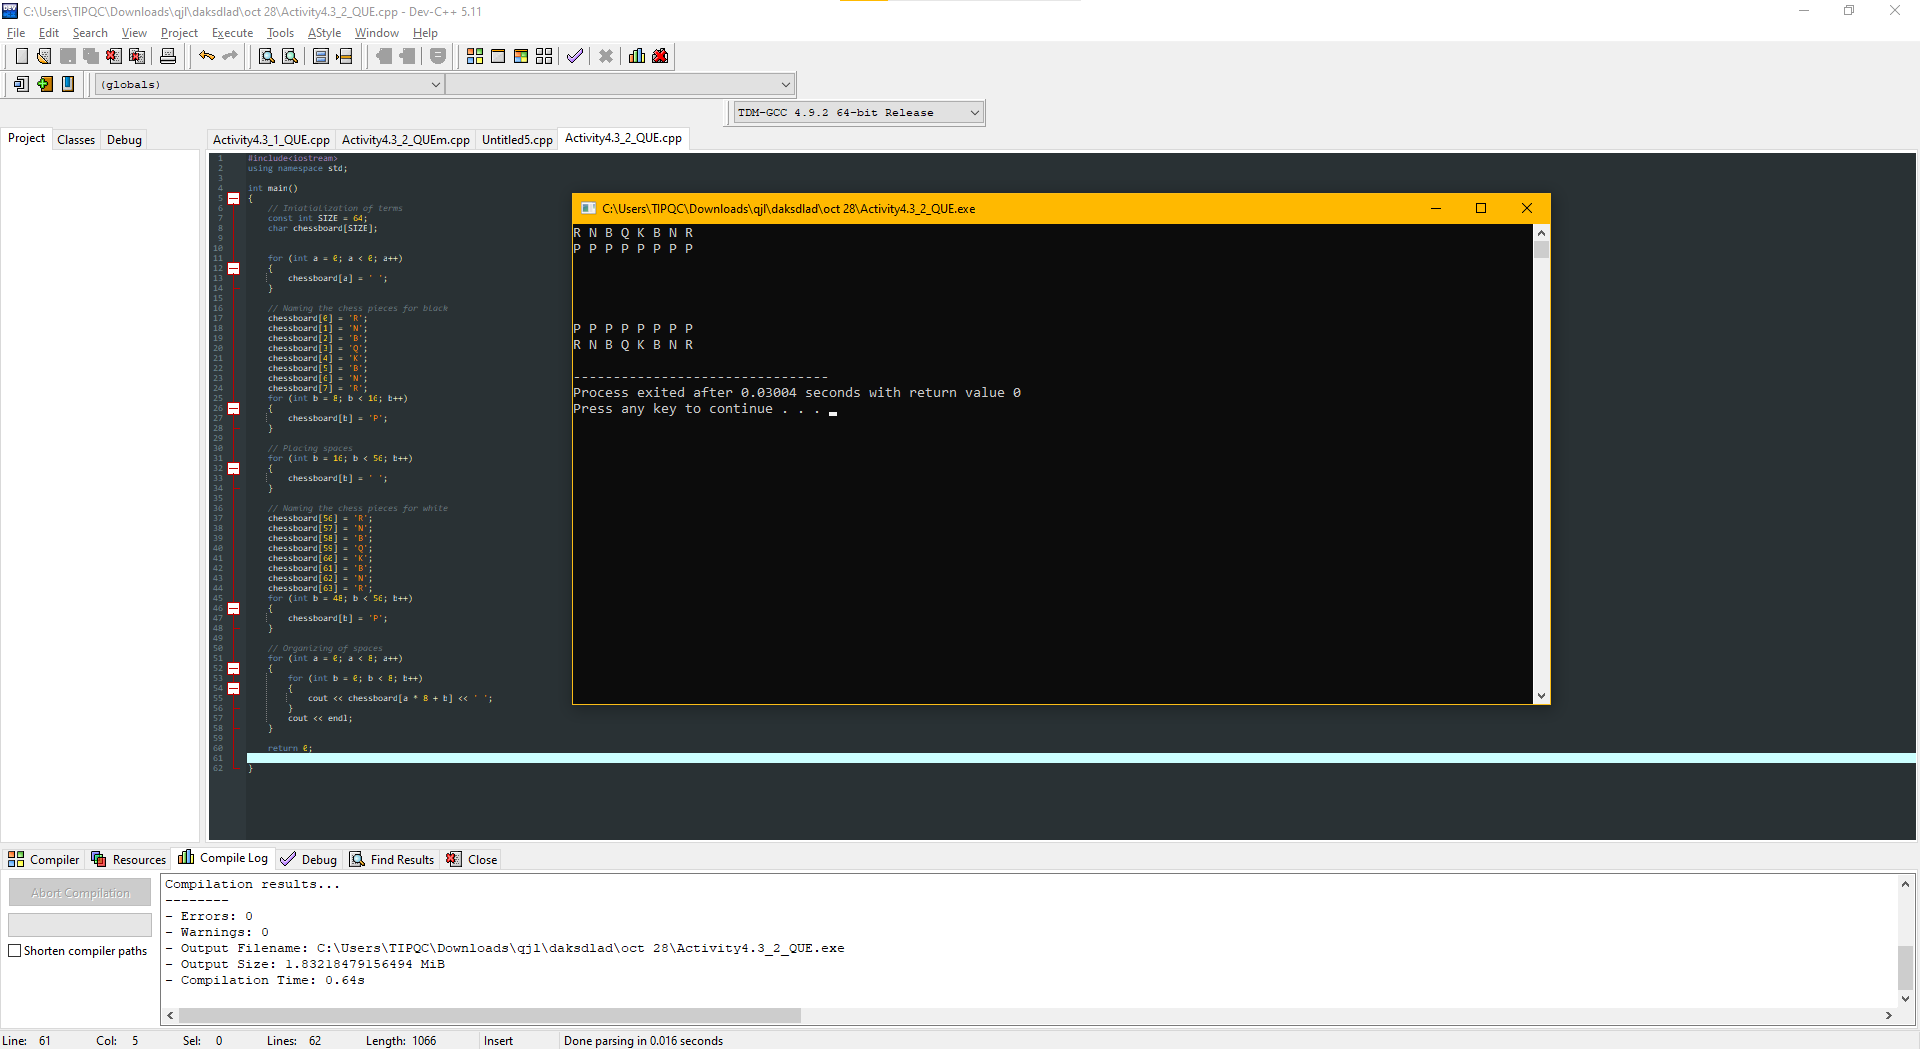 C:\Users\TIPQC\Downloads\qjl\daksdlad\oct 28\Activity4.3_2_QUE.cpp - Dev-C++ 5.11
File Edit Search View Project Execute Tools AStyle Window Help
(globals)
TDM-GCC 4.9.2 64-bit Release
Project Classes Debug
Activity4.3_1_QUE.cpp Activity4.3_2_QUEm.cpp Untitled5.cpp Activity4.3_2_QUE.cpp
1 #include<iostream>
2 using namespace std;
3
4 int main()
5 {
6 // Iniatialization of terms
7 const int SIZE = 64;
8 char chessboard[SIZE];
9
10
11 for (int a = 0; a < 0; a++)
12 {
13 chessboard[a] = ' ';
14 }
15
16 // Naming the chess pieces for black
17 chessboard[0] = 'R';
18 chessboard[1] = 'N';
19 chessboard[2] = 'B';
20 chessboard[3] = 'Q';
21 chessboard[4] = 'K';
22 chessboard[5] = 'B';
23 chessboard[6] = 'N';
24 chessboard[7] = 'R';
25 for (int b = 8; b < 16; b++)
26 {
27 chessboard[b] = 'P';
28 }
29
30 // Placing spaces
31 for (int b = 16; b < 56; b++)
32 {
33 chessboard[b] = ' ';
34 }
35
36 // Naming the chess pieces for white
37 chessboard[56] = 'R';
38 chessboard[57] = 'N';
39 chessboard[58] = 'B';
40 chessboard[59] = 'Q';
41 chessboard[60] = 'K';
42 chessboard[61] = 'B';
43 chessboard[62] = 'N';
44 chessboard[63] = 'R';
45 for (int b = 48; b < 56; b++)
46 {
47 chessboard[b] = 'P';
48 }
49
50 // Organizing of spaces
51 for (int a = 0; a < 8; a++)
52 {
53 for (int b = 0; b < 8; b++)
54 {
55 cout << chessboard[a * 8 + b] << ' ';
56 }
57 cout << endl;
58 }
59
60 return 0;
61
62 }
C:\Users\TIPQC\Downloads\qjl\daksdlad\oct 28\Activity4.3_2_QUE.exe
R N B Q K B N R
P P P P P P P P
P P P P P P P P
R N B Q K B N R
--------------------------------
Process exited after 0.03004 seconds with return value 0
Press any key to continue . . .
Compiler Resources Compile Log Debug Find Results Close
Abort Compilation
Shorten compiler paths
Compilation results...
--------
- Errors: 0
- Warnings: 0
- Output Filename: C:\Users\TIPQC\Downloads\qjl\daksdlad\oct 28\Activity4.3_2_QUE.exe
- Output Size: 1.83218479156494 MiB
- Compilation Time: 0.64s
Line: 61 Col: 5 Sel: 0 Lines: 62 Length: 1066 Insert Done parsing in 0.016 seconds